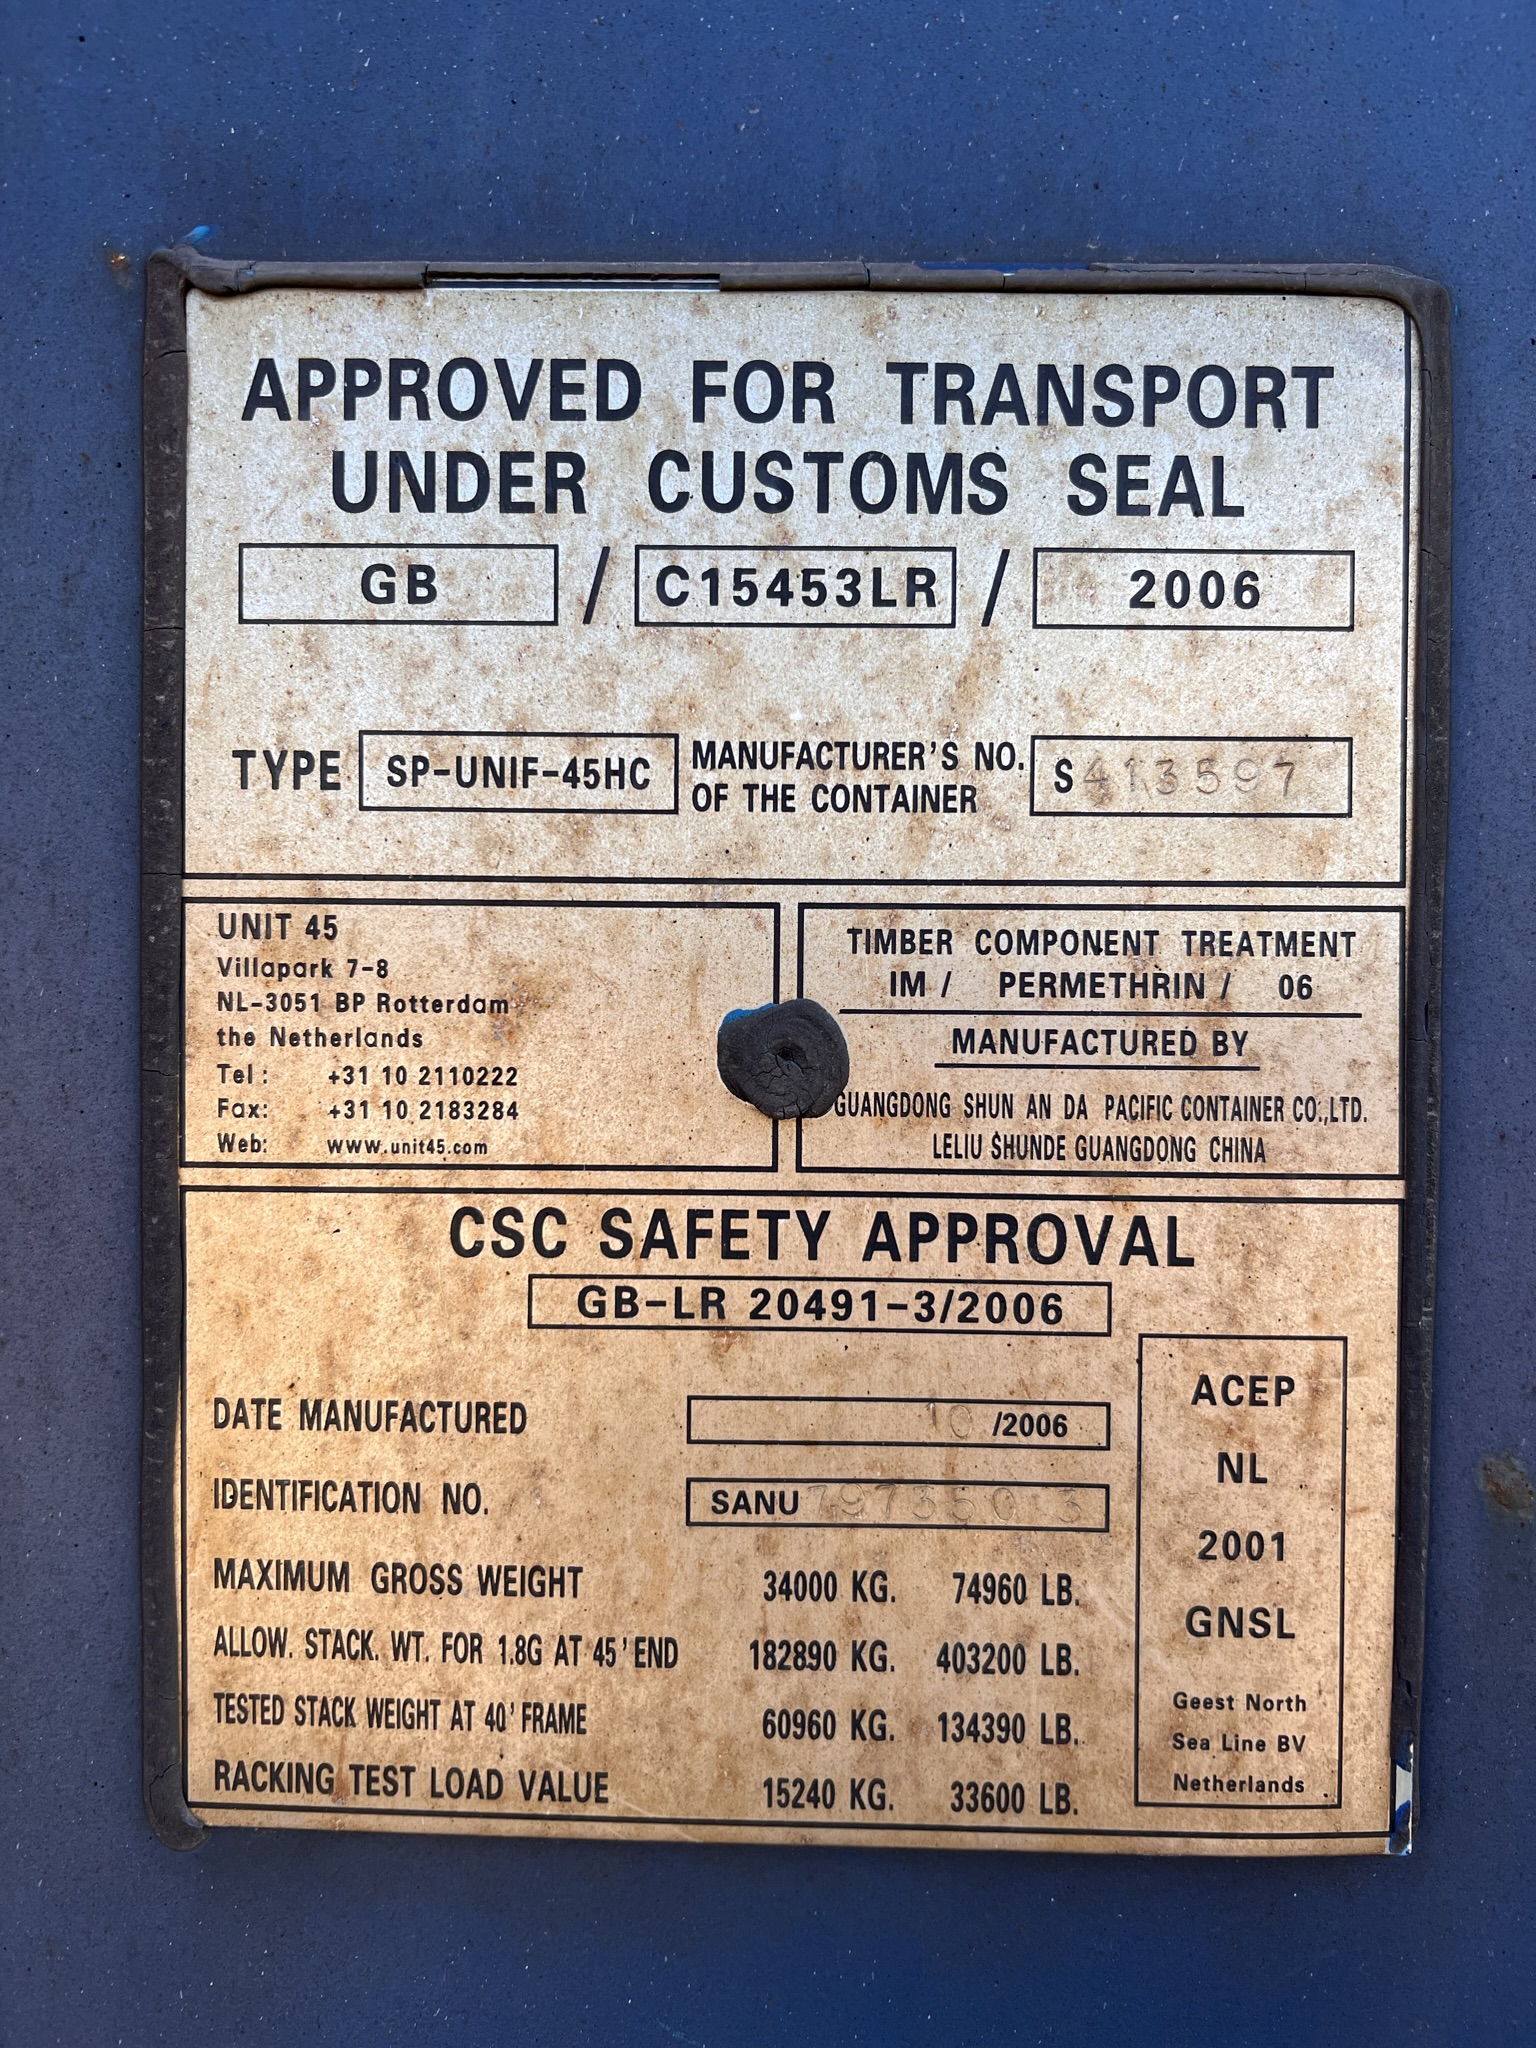 APPROVED FOR TRANSPORT
UNDER CUSTOMS SEAL
GB / C15453LR / 2006
TYPE SP-UNIF-45HC MANUFACTURER'S NO. OF THE CONTAINER S413597
UNIT 45
Villapark 7-8
NL-3051 BP Rotterdam
the Netherlands
Tel: +31 10 2110222
Fax: +31 10 2183284
Web: www.unit45.com
TIMBER COMPONENT TREATMENT
IM / PERMETHRIN / 06
MANUFACTURED BY
GUANGDONG SHUN AN DA PACIFIC CONTAINER CO.,LTD.
LELIU SHUNDE GUANGDONG CHINA
CSC SAFETY APPROVAL
GB-LR 20491-3/2006
DATE MANUFACTURED 10 /2006
IDENTIFICATION NO. SANU 797350 3
MAXIMUM GROSS WEIGHT 34000 KG. 74960 LB.
ALLOW. STACK. WT. FOR 1.8G AT 45' END 182890 KG. 403200 LB.
TESTED STACK WEIGHT AT 40' FRAME 60960 KG. 134390 LB.
RACKING TEST LOAD VALUE 15240 KG. 33600 LB.
ACEP
NL
2001
GNSL
Geest North
Sea Line BV
Netherlands